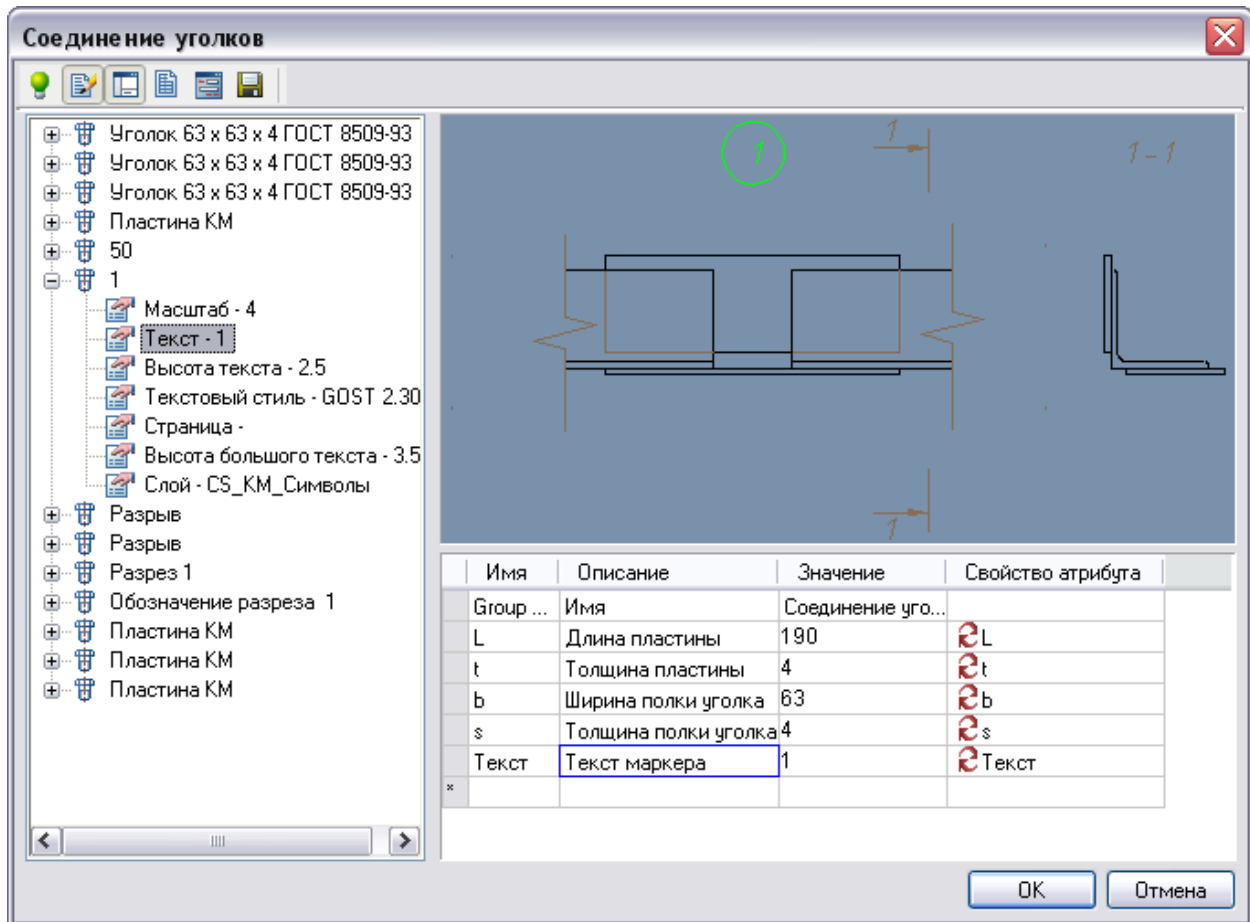 Соединение уголков
Уголок 63 x 63 x 4 ГОСТ 8509-93
Уголок 63 x 63 x 4 ГОСТ 8509-93
Уголок 63 x 63 x 4 ГОСТ 8509-93
Пластина КМ
50
1
Масштаб - 4
Текст - 1
Высота текста - 2.5
Текстовый стиль - GOST 2.30
Страница -
Высота большого текста - 3.5
Слой - CS_KM_Символы
Разрыв
Разрыв
Разрез 1
Обозначение разреза 1
Пластина КМ
Пластина КМ
Пластина КМ
1
1
1 - 1
1
Имя Описание Значение Свойство атрибута
Group ... Имя Соединение уго...
L Длина пластины 190 L
t Толщина пластины 4 t
b Ширина полки уголка 63 b
s Толщина полки уголка 4 s
Текст Текст маркера 1 Текст
*
OK Отмена